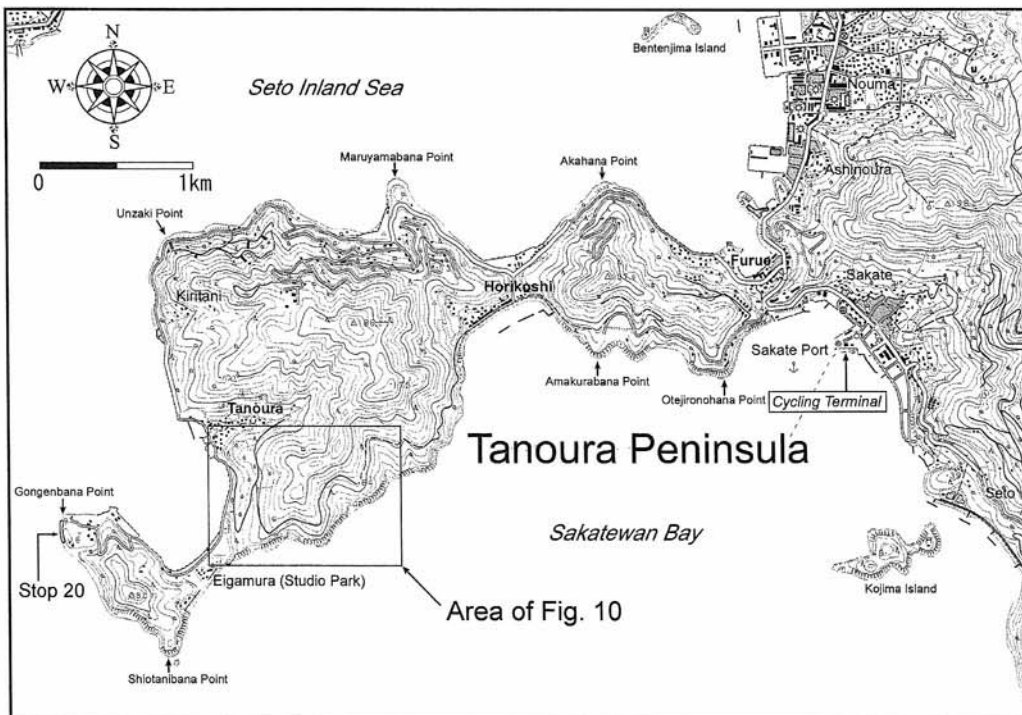 N
W
E
S
0
1km
Seto Inland Sea
Bentenjima Island
Nouma
Maruyamabana Point
Akahana Point
Ashinoura
Unzaki Point
Furue
Sakate
Kiritani
Horikoshi
Sakate Port
Amakurabana Point
Otejironohana Point
Cycling Terminal
Tanoura
Tanoura Peninsula
Gongenbana Point
Seto
Sakatewan Bay
Stop 20
Eigamura (Studio Park)
Kojima Island
Area of Fig. 10
Shiotanibana Point